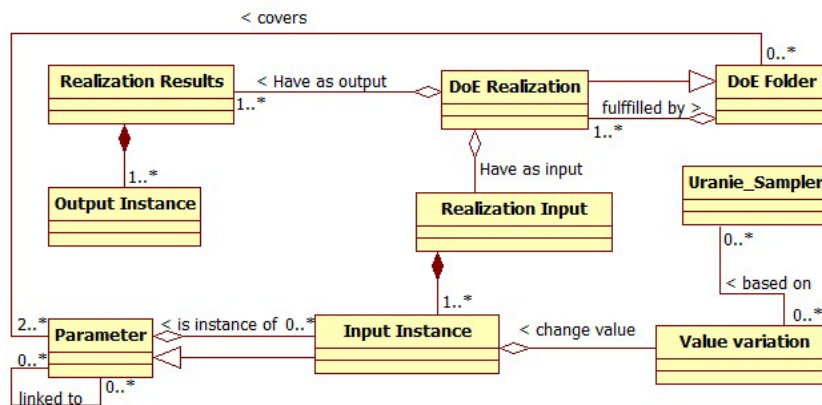 < covers
0..*
Realization Results
< Have as output
DoE Realization
DoE Folder
1..*
fulffilled by >
1..*
Have as input
1..*
Output Instance
Realization Input
Uranie_Sampler
0..*
< based on
1..*
0..*
2..*
Parameter
< is instance of 0..*
Input Instance
< change value
Value variation
0..*
0..*
linked to